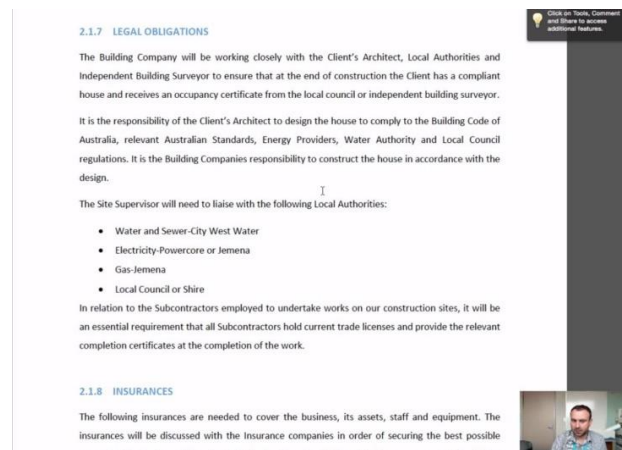 Click on Tools, Comment
and Share to access
additional features.
2.1.7 LEGAL OBLIGATIONS
The Building Company will be working closely with the Client's Architect, Local Authorities and
Independent Building Surveyor to ensure that at the end of construction the Client has a compliant
house and receives an occupancy certificate from the local council or independent building surveyor.
It is the responsibility of the Client's Architect to design the house to comply to the Building Code of
Australia, relevant Australian Standards, Energy Providers, Water Authority and Local Council
regulations. It is the Building Companies responsibility to construct the house in accordance with the
design.
The Site Supervisor will need to liaise with the following Local Authorities:
• Water and Sewer-City West Water
• Electricity-Powercore or Jemena
• Gas-Jemena
• Local Council or Shire
In relation to the Subcontractors employed to undertake works on our construction sites, it will be
an essential requirement that all Subcontractors hold current trade licenses and provide the relevant
completion certificates at the completion of the work.
2.1.8 INSURANCES
The following insurances are needed to cover the business, its assets, staff and equipment. The
insurances will be discussed with the Insurance companies in order of securing the best possible